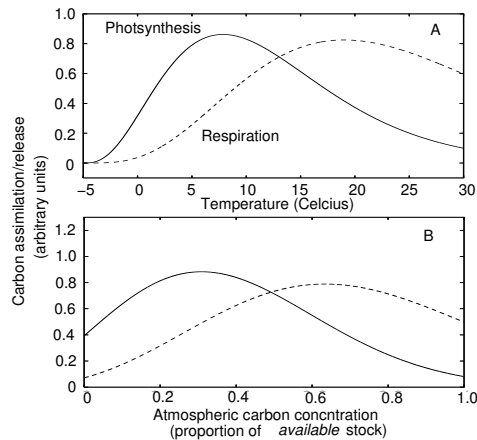 Carbon assimilation/release
(arbitrary units)
1.0
0.8
0.6
0.4
0.2
0
Photsynthesis
A
Respiration
-5 0 5 10 15 20 25 30
Temperature (Celcius)
1.2
1.0
0.8
0.6
0.4
0.2
0
B
0 0.2 0.4 0.6 0.8 1.0
Atmospheric carbon concntration
(proportion of available stock)